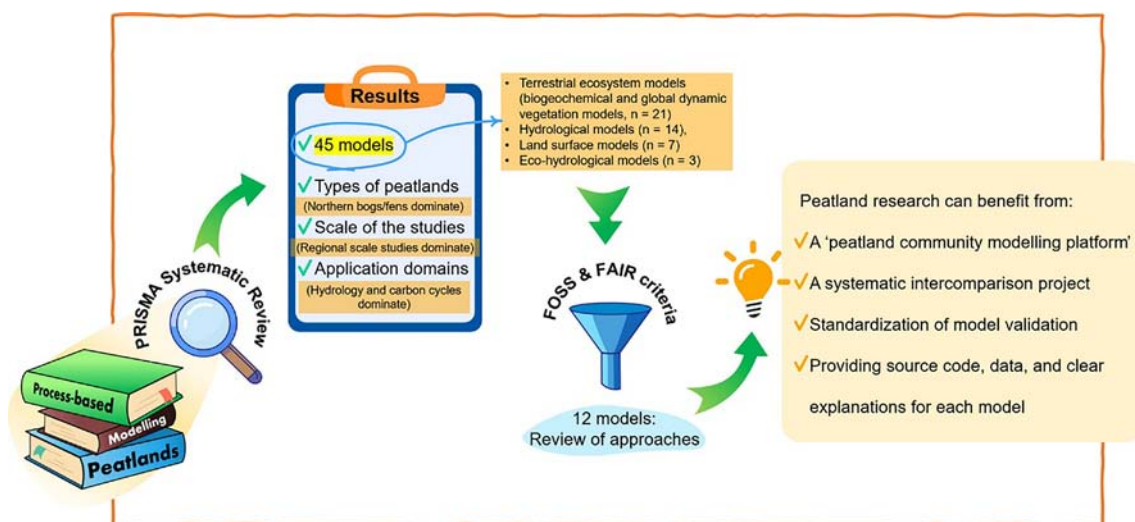 Process-based
Modelling
Peatlands
PRISMA Systematic Review
Results
✓ 45 models
✓ Types of peatlands
(Northern bogs/fens dominate)
✓ Scale of the studies
(Regional scale studies dominate)
✓ Application domains
(Hydrology and carbon cycles
dominate)
• Terrestrial ecosystem models
(biogeochemical and global dynamic
vegetation models, n = 21)
• Hydrological models (n = 14),
• Land surface models (n = 7)
• Eco-hydrological models (n = 3)
FOSS & FAIR criteria
12 models:
Review of approaches
Peatland research can benefit from:
✓ A ‘peatland community modelling platform’
✓ A systematic intercomparison project
✓ Standardization of model validation
✓ Providing source code, data, and clear
explanations for each model